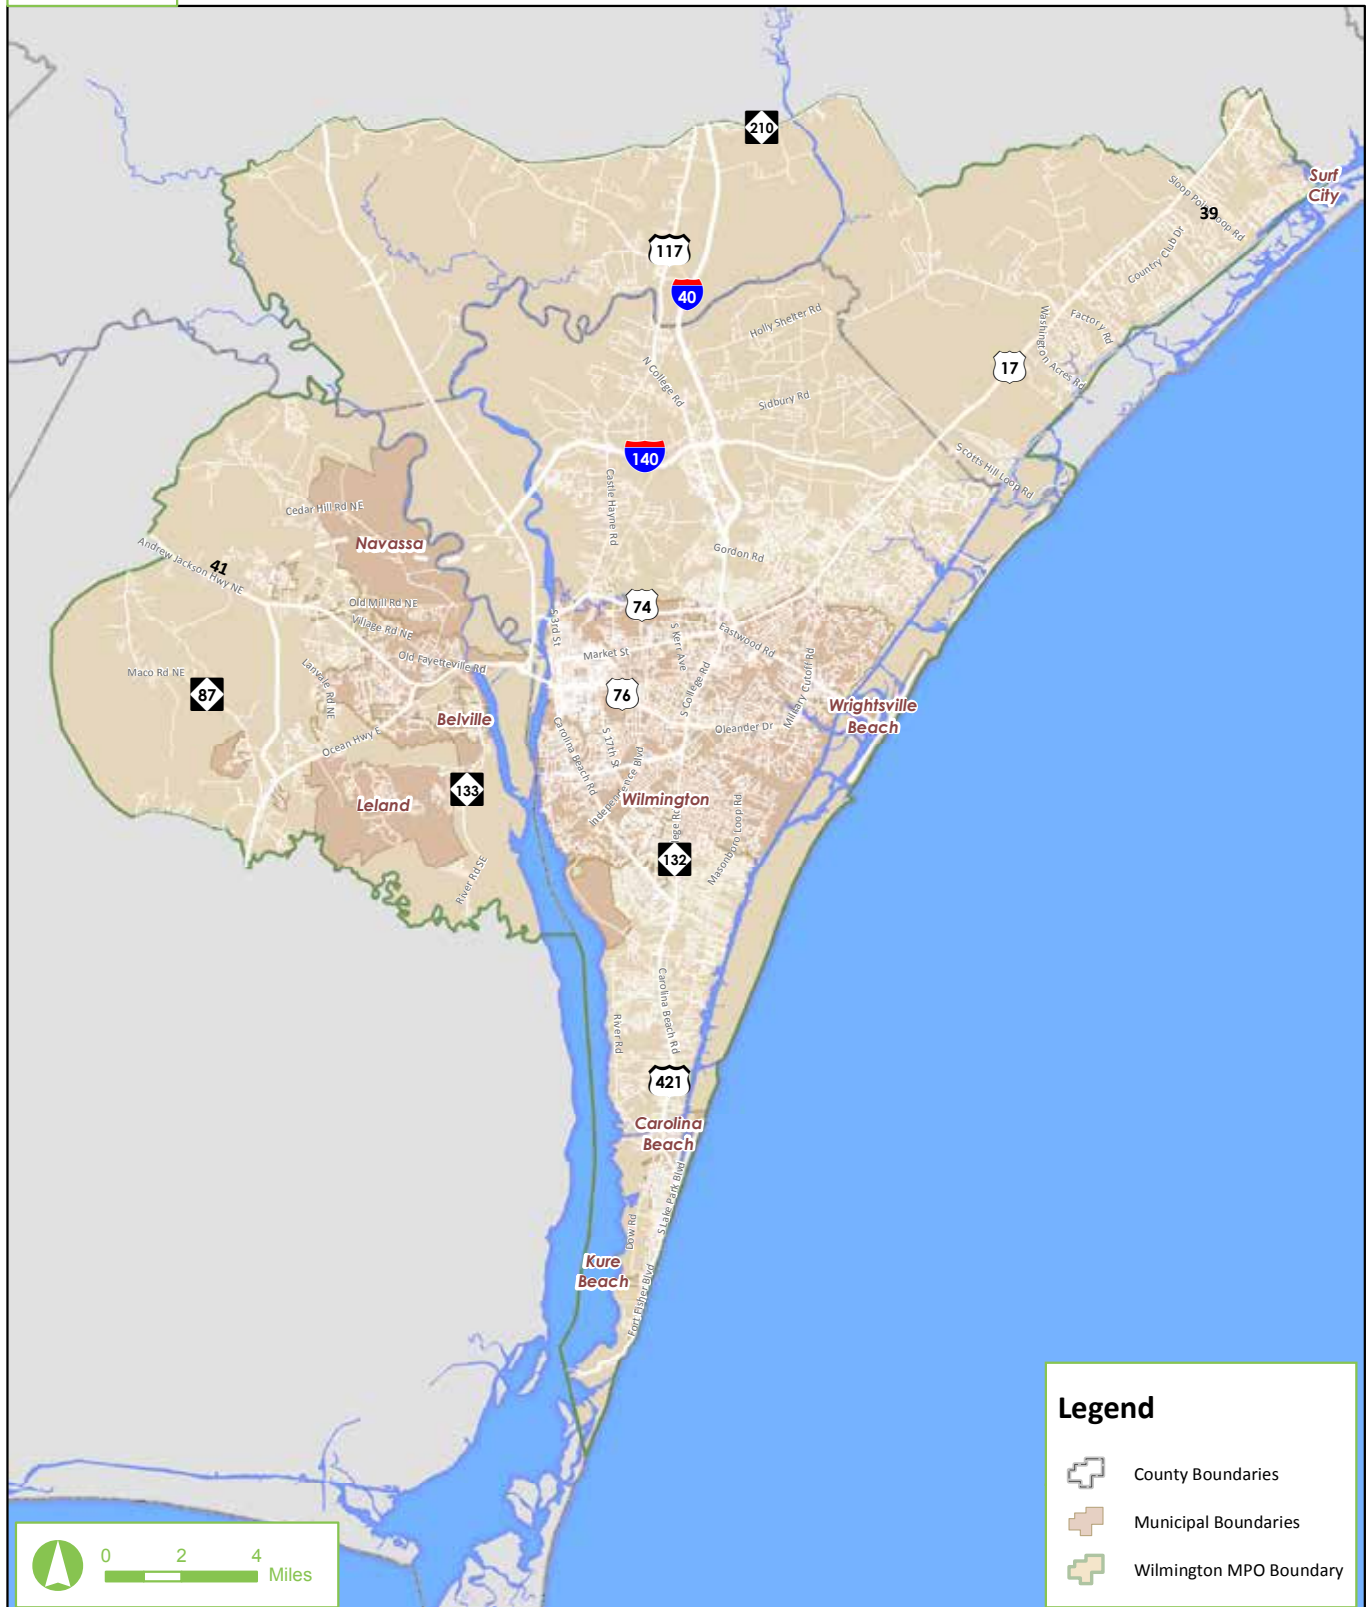 210
Surf
City
Sloop Point Loop Rd
39
117
Country Club Dr
40
Holly Shelter Rd
Factory Rd
Washington Acres Rd
17
N College Rd
Sidbury Rd
140
Scotts Hill Loop Rd
Castle Hayne Rd
Cedar Hill Rd NE
Navassa
Andrew Jackson Hwy NE
41
Gordon Rd
Old Mill Rd NE
74
Village Rd NE
S 3rd St
S Kerr Ave
Eastwood Rd
Market St
Old Fayetteville Rd
Maco Rd NE
87
Lanvale Rd NE
76
S College Rd
Military Cutoff Rd
Wrightsville
Beach
Belville
Oleander Dr
Ocean Hwy E
Carolina Beach Rd
S 17th St
Independence Blvd
133
Leland
Wilmington
Masonboro Loop Rd
132
River Rd SE
Carolina Beach Rd
River Rd
421
Carolina
Beach
S Lake Park Blvd
Dow Rd
Kure
Beach
Fort Fisher Blvd
Legend
County Boundaries
Municipal Boundaries
Wilmington MPO Boundary
0 2 4
Miles